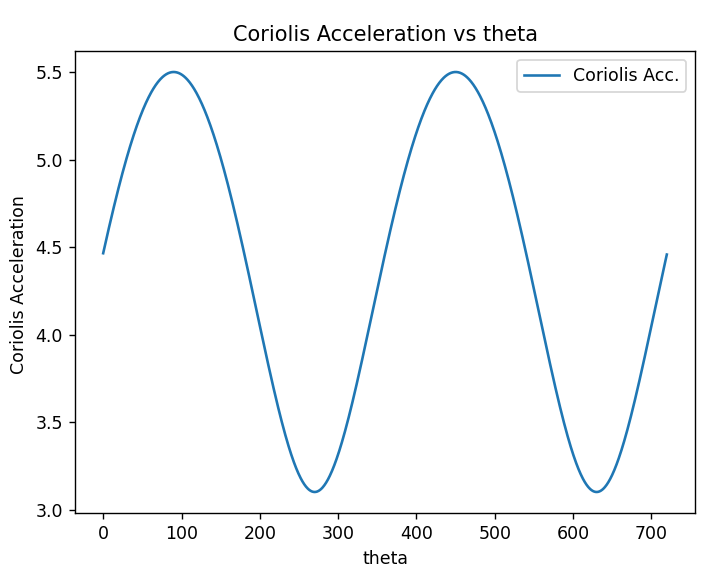 Coriolis Acceleration vs theta
Coriolis Acc.
Coriolis Acceleration
5.5
5.0
4.5
4.0
3.5
3.0
0 100 200 300 400 500 600 700
theta